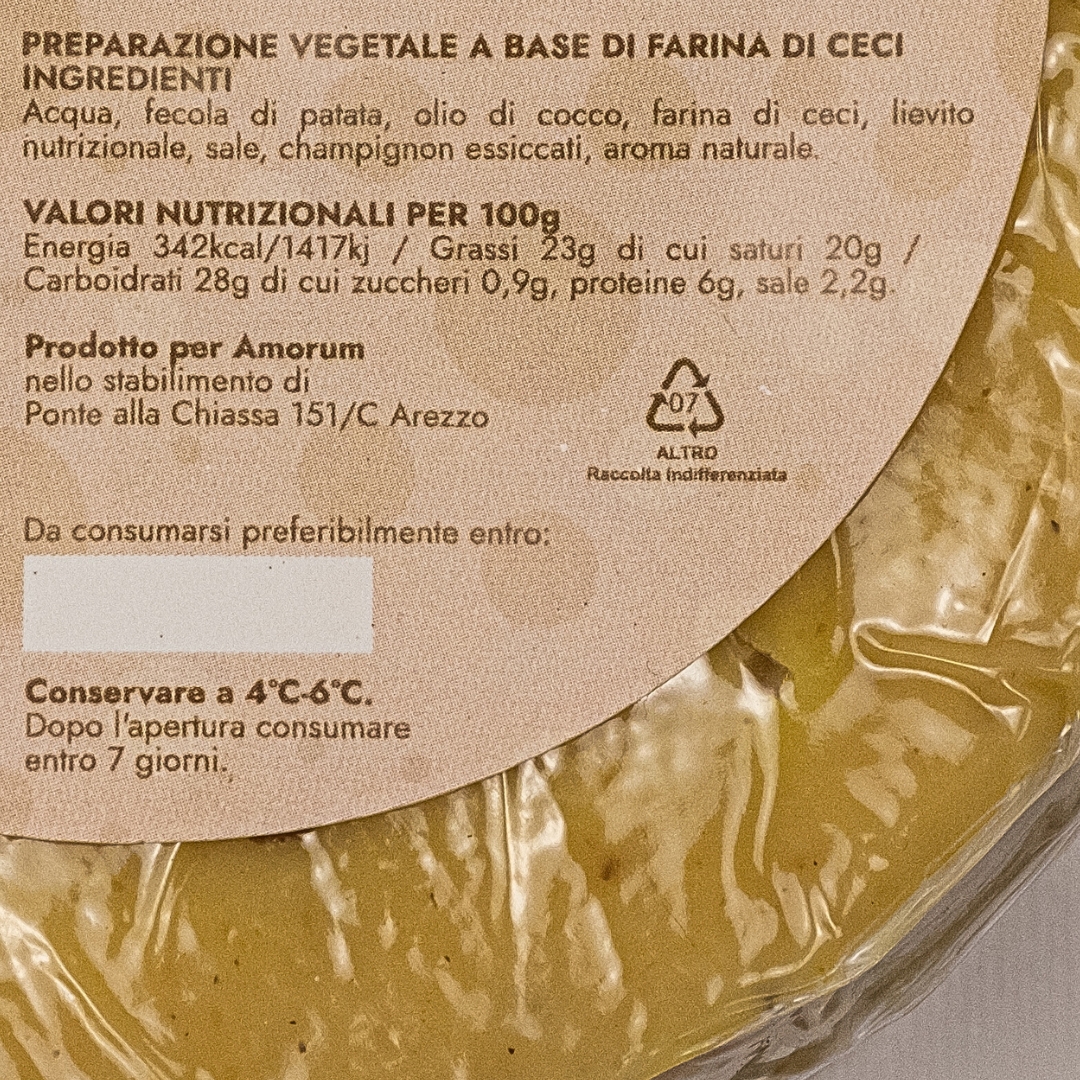 PREPARAZIONE VEGETALE A BASE DI FARINA DI CECI
INGREDIENTI
Acqua, fecola di patata, olio di cocco, farina di ceci, lievito
nutrizionale, sale, champignon essiccati, aroma naturale.
VALORI NUTRIZIONALI PER 100g
Energia 342kcal/1417kj / Grassi 23g di cui saturi 20g /
Carboidrati 28g di cui zuccheri 0,9g, proteine 6g, sale 2,2g.
Prodotto per Amorum
nello stabilimento di
Ponte alla Chiassa 151/C Arezzo
07
ALTRO
Raccolta indifferenziata
Da consumarsi preferibilmente entro:
Conservare a 4°C-6°C.
Dopo l'apertura consumare
entro 7 giorni.